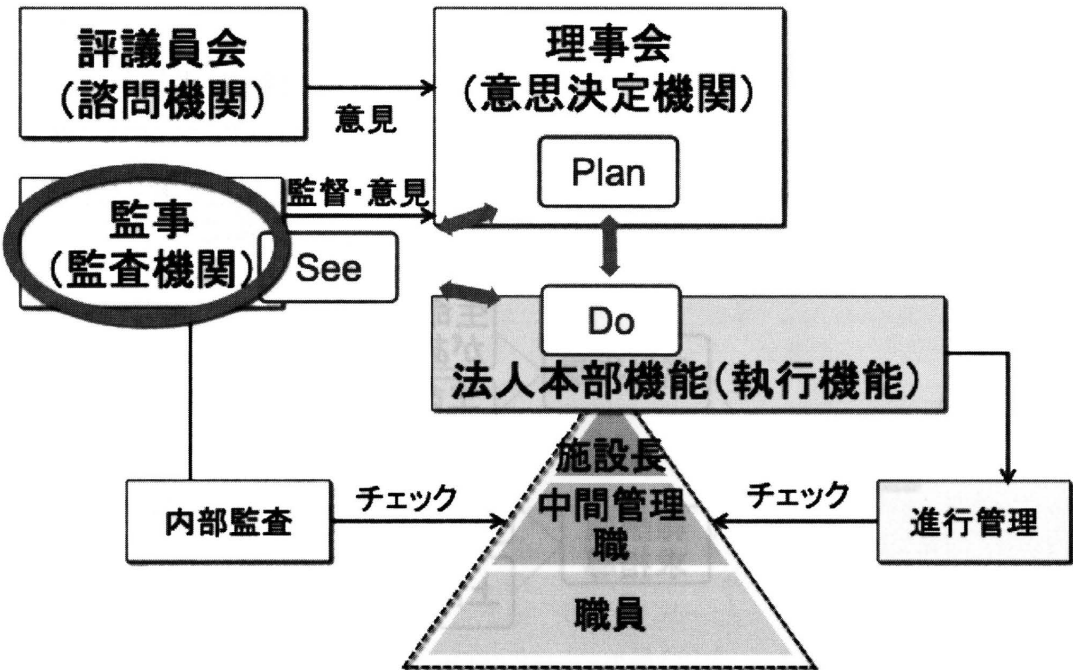 評議員会
(諮問機関)
意見
理事会
(意思決定機関)
Plan
監事
(監査機関)
監督・意見
See
Do
法人本部機能(執行機能)
施設長
中間管理
職
職員
内部監査
チェック
チェック
進行管理